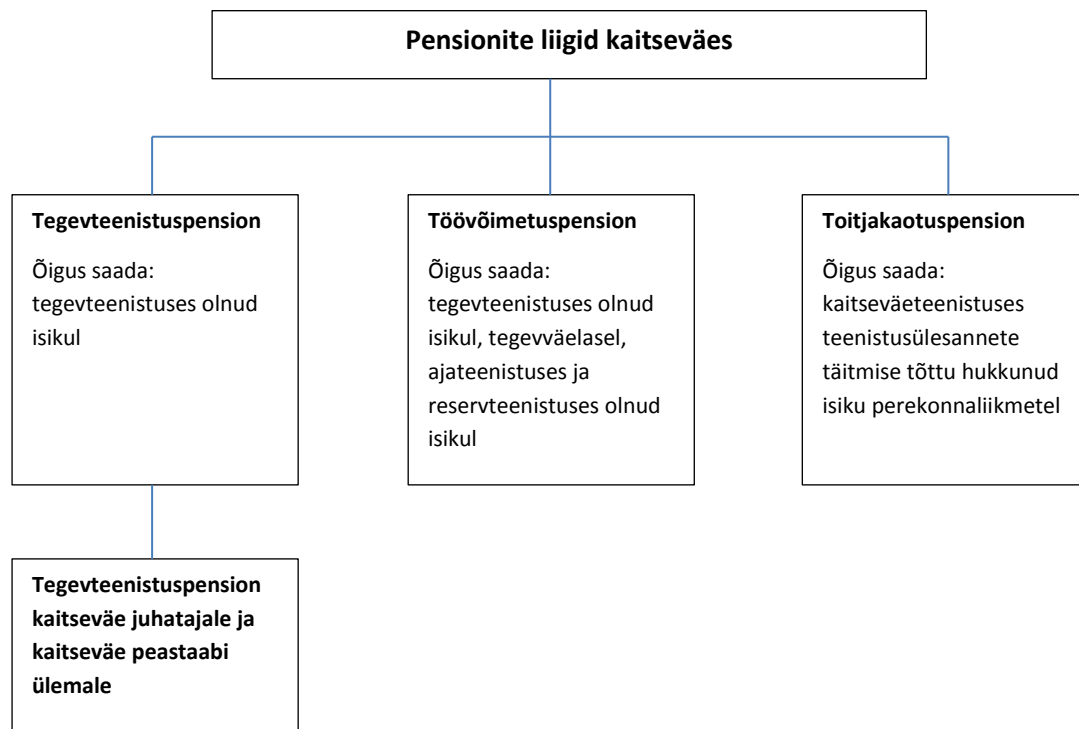 Pensionite liigid kaitseväes
Tegevteenistuspension
Õigus saada:
tegevteenistuses olnud
isikul
Töövõimetuspension
Õigus saada:
tegevteenistuses olnud
isikul, tegevväelasel,
ajateenistuses ja
reservteenistuses olnud
isikul
Toitjakaotuspension
Õigus saada:
kaitseväeteenistuses
teenistusülesannete
täitmise tõttu hukkunud
isiku perekonnaliikmetel
Tegevteenistuspension
kaitseväe juhatajale ja
kaitseväe peastaabi
ülemale